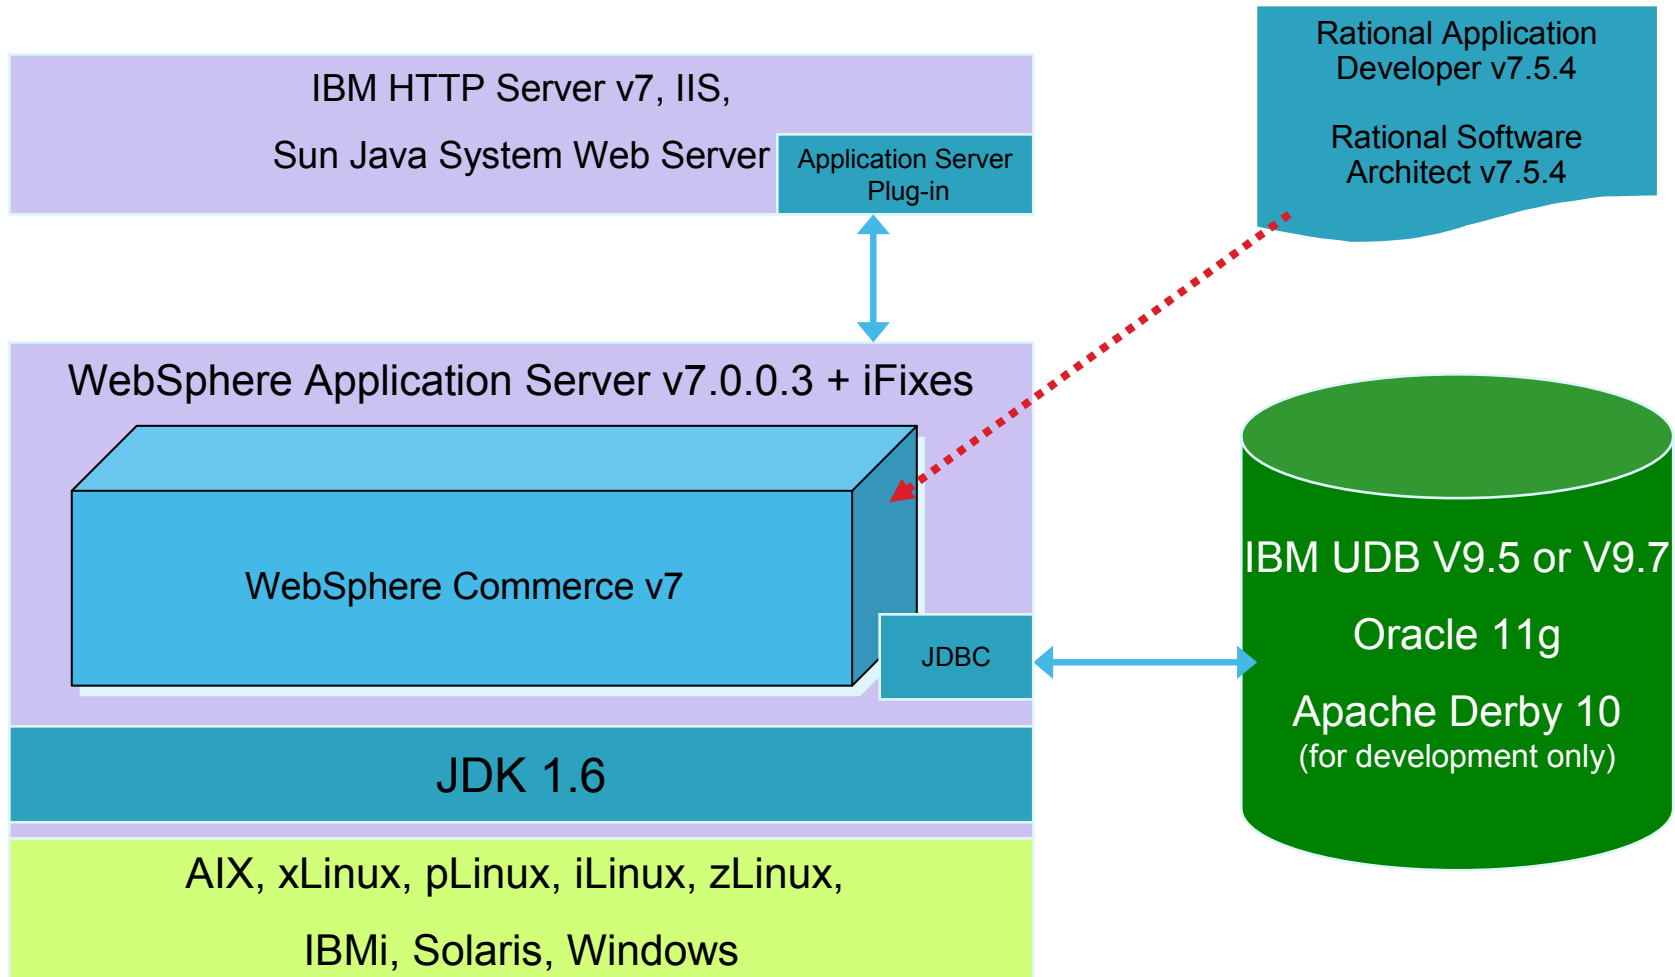 IBM HTTP Server v7, IIS,
Sun Java System Web Server
Application Server
Plug-in
Rational Application
Developer v7.5.4
Rational Software
Architect v7.5.4
WebSphere Application Server v7.0.0.3 + iFixes
WebSphere Commerce v7
JDBC
IBM UDB V9.5 or V9.7
Oracle 11g
Apache Derby 10
(for development only)
JDK 1.6
AIX, xLinux, pLinux, iLinux, zLinux,
IBMi, Solaris, Windows